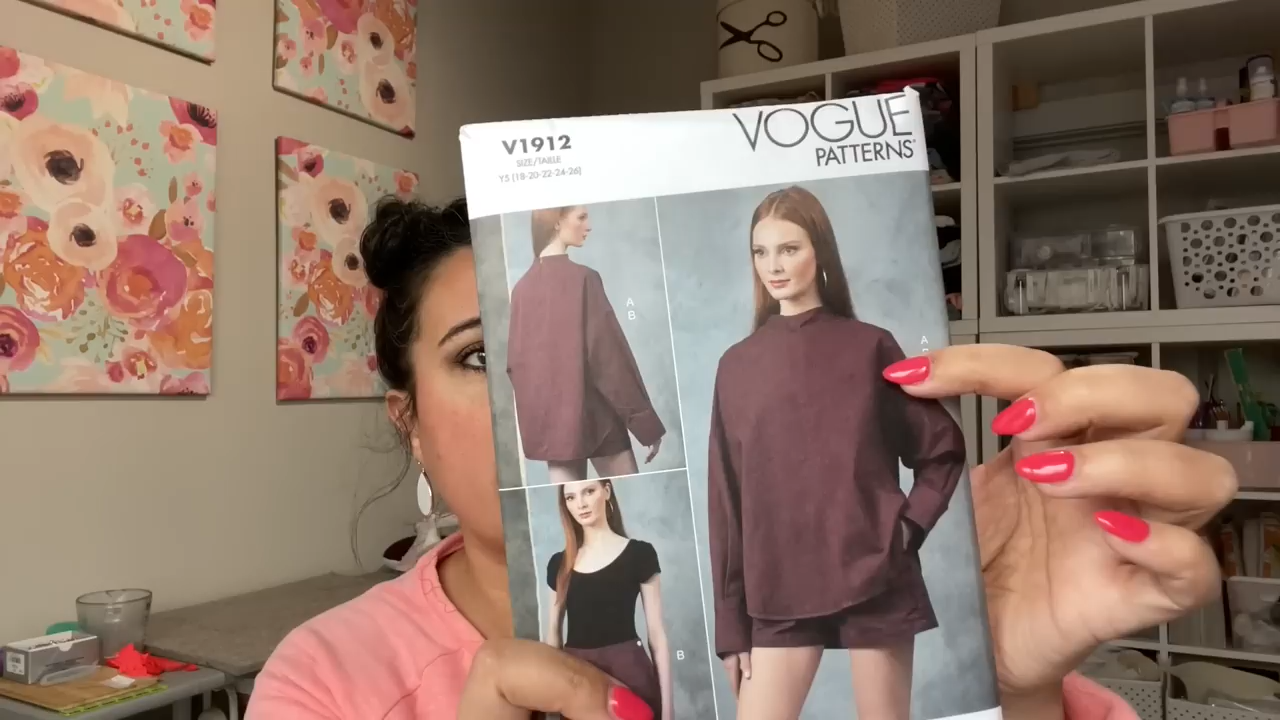 V1912
SIZE/TAILLE
Y5 (18-20-22-24-26)
VOGUE
PATTERNS
A
B
A
B